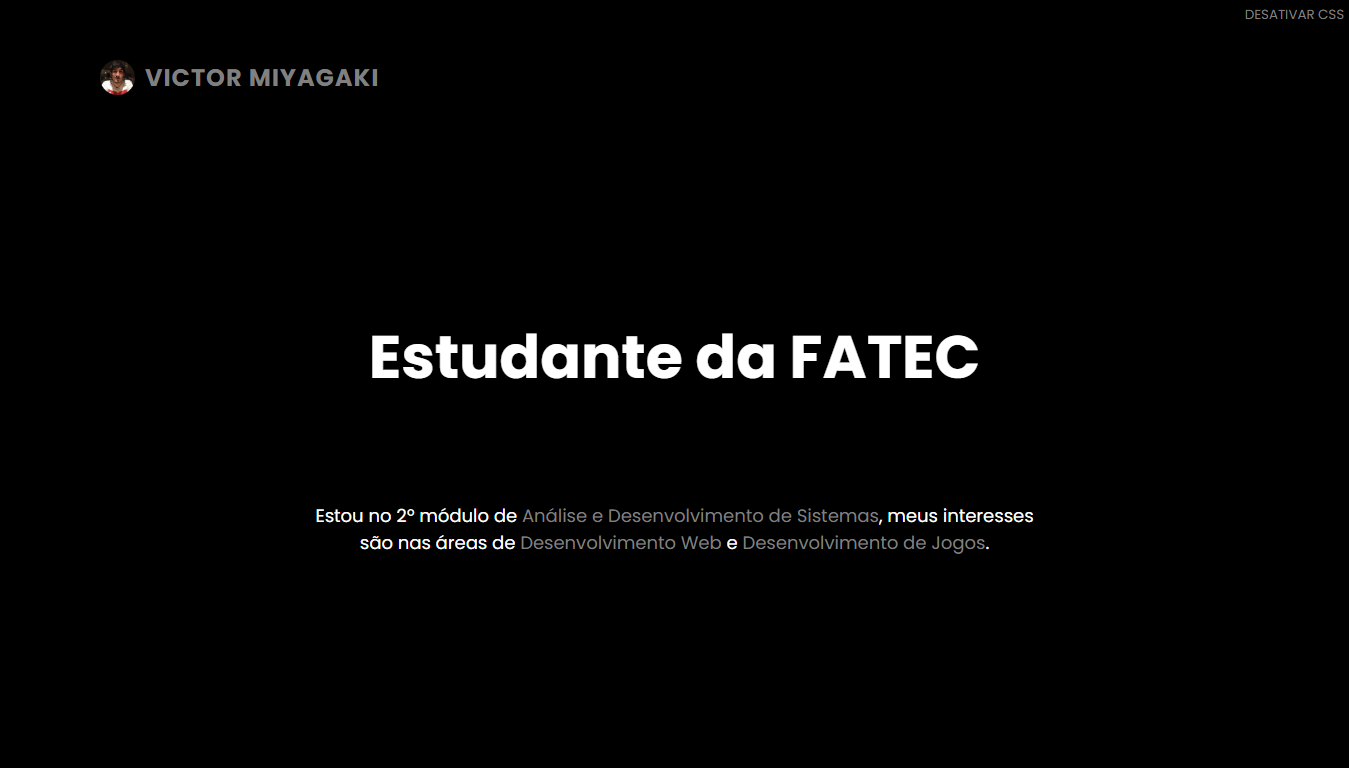 DESATIVAR CSS
VICTOR MIYAGAKI
Estudante da FATEC
Estou no 2º módulo de Análise e Desenvolvimento de Sistemas, meus interesses
são nas áreas de Desenvolvimento Web e Desenvolvimento de Jogos.